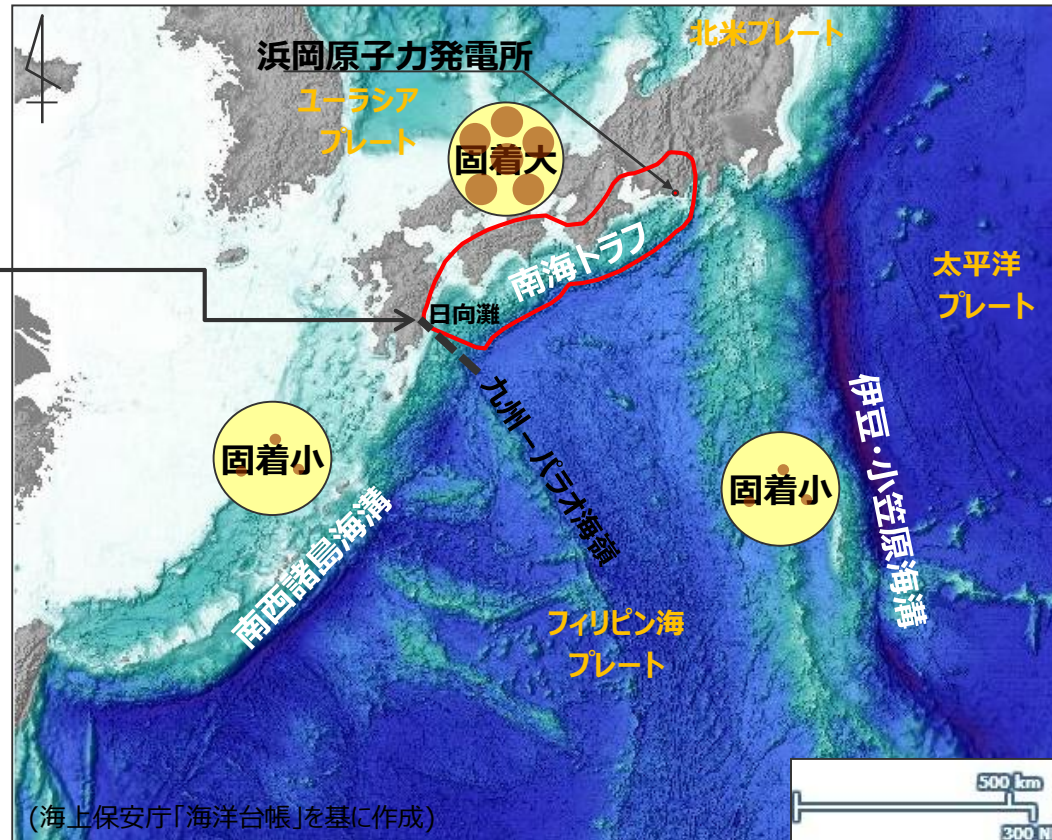 北米プレート
浜岡原子力発電所
ユーラシア
プレート
固着大
南海トラフ
太平洋
プレート
日向灘
九州－パラオ海嶺
伊豆・小笠原海溝
固着小
固着小
南西諸島海溝
フィリピン海
プレート
(海上保安庁｢海洋台帳｣を基に作成)
500 km
300 N